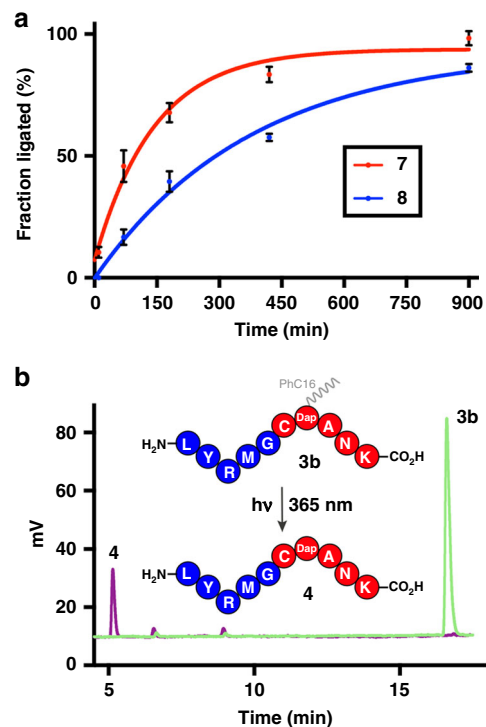 a
100
50
0
Fraction ligated (%)
7
8
0 150 300 450 600 750 900
Time (min)
b
PhC16
3b
80
60
40
20
0
mV
H₂N L Y R M G C Dap A N K CO₂H
3b
hν 365 nm
4
H₂N L Y R M G C Dap A N K CO₂H
4
5 10 15
Time (min)